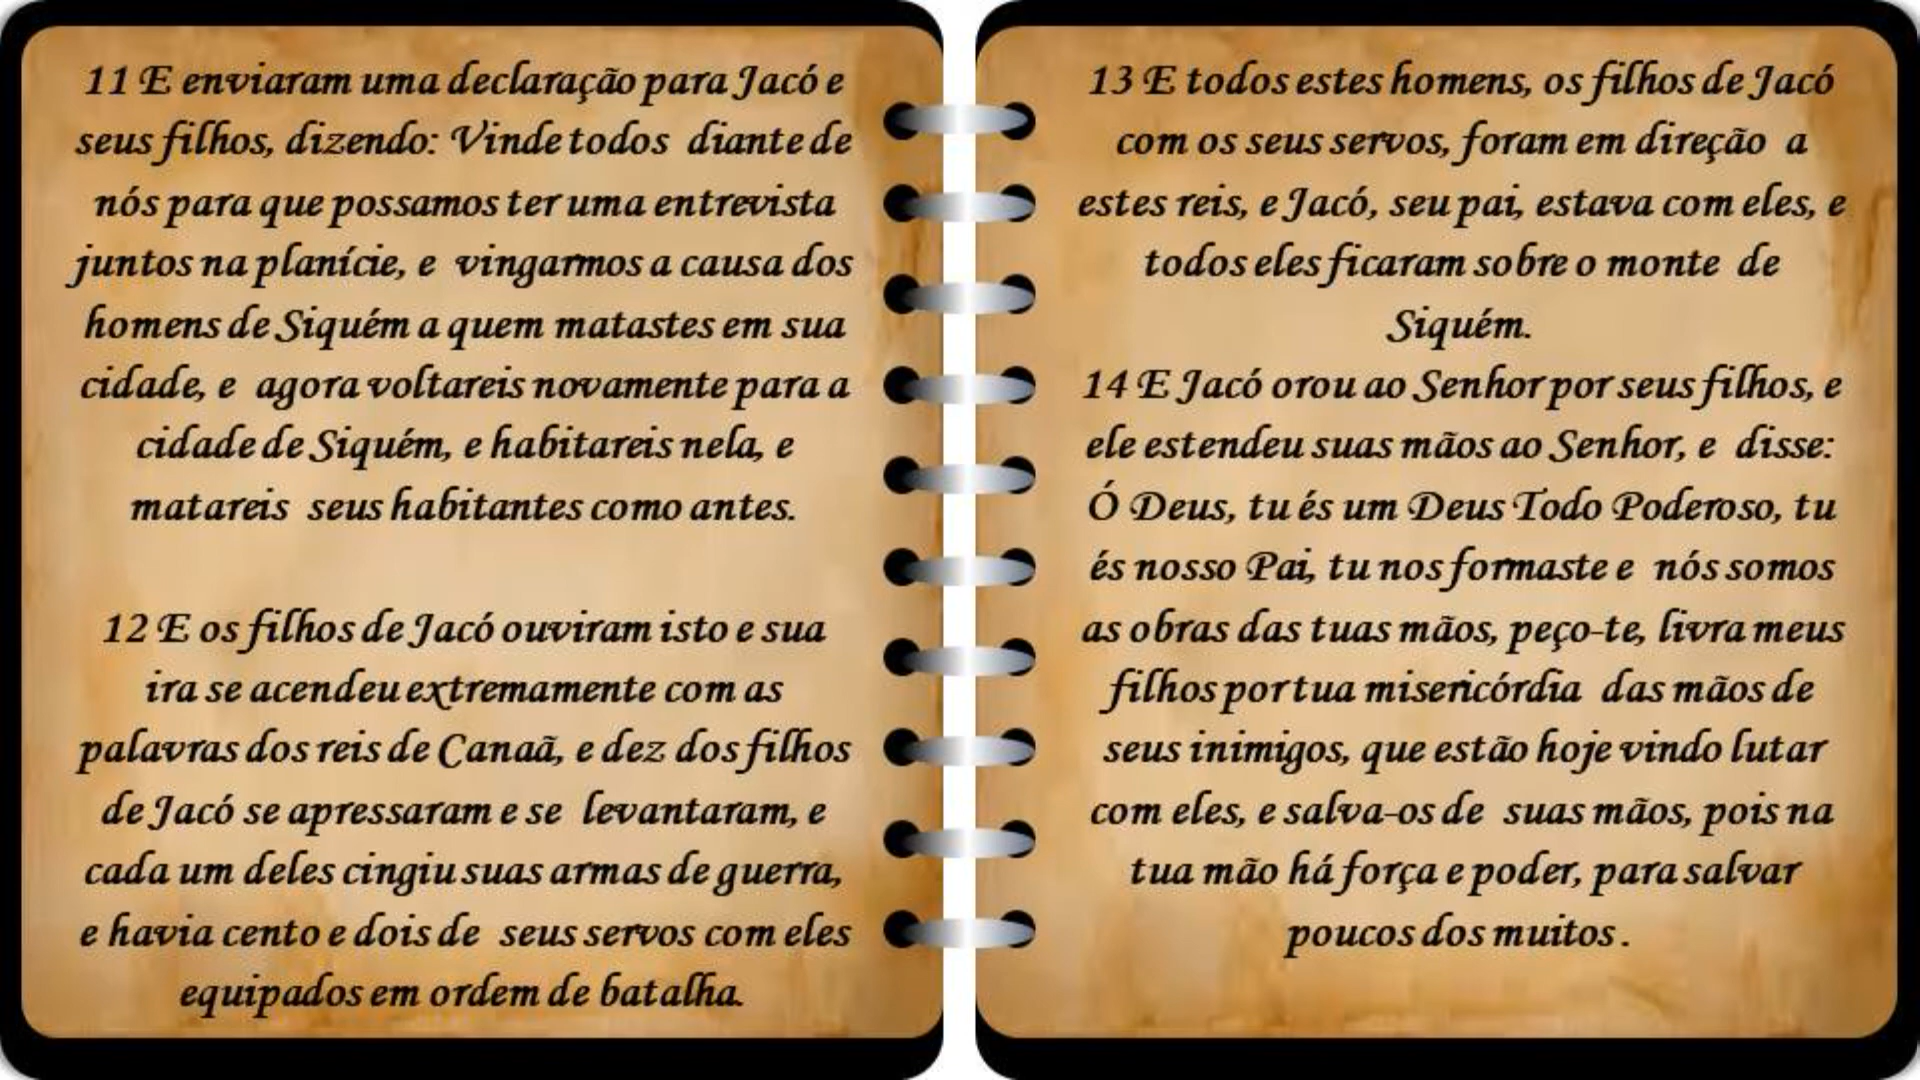 11 E enviaram uma declaração para Jacó e
seus filhos, dizendo: Vinde todos diante de
nós para que possamos ter uma entrevista
juntos na planície, e vingarmos a causa dos
homens de Siquém a quem matastes em sua
cidade, e agora voltareis novamente para a
cidade de Siquém, e habitareis nela, e
matareis seus habitantes como antes.
12 E os filhos de Jacó ouviram isto e sua
ira se acendeu extremamente com as
palavras dos reis de Canaã, e dez dos filhos
de Jacó se apressaram e se levantaram, e
cada um deles cingiu suas armas de guerra,
e havia cento e dois de seus servos com eles
equipados em ordem de batalha.
13 E todos estes homens, os filhos de Jacó
com os seus servos, foram em direção a
estes reis, e Jacó, seu pai, estava com eles, e
todos eles ficaram sobre o monte de
Siquém.
14 E Jacó orou ao Senhor por seus filhos, e
ele estendeu suas mãos ao Senhor, e disse:
Ó Deus, tu és um Deus Todo Poderoso, tu
és nosso Pai, tu nos formaste e nós somos
as obras das tuas mãos, peço-te, livra meus
filhos por tua misericórdia das mãos de
seus inimigos, que estão hoje vindo lutar
com eles, e salva-os de suas mãos, pois na
tua mão há força e poder, para salvar
poucos dos muitos .